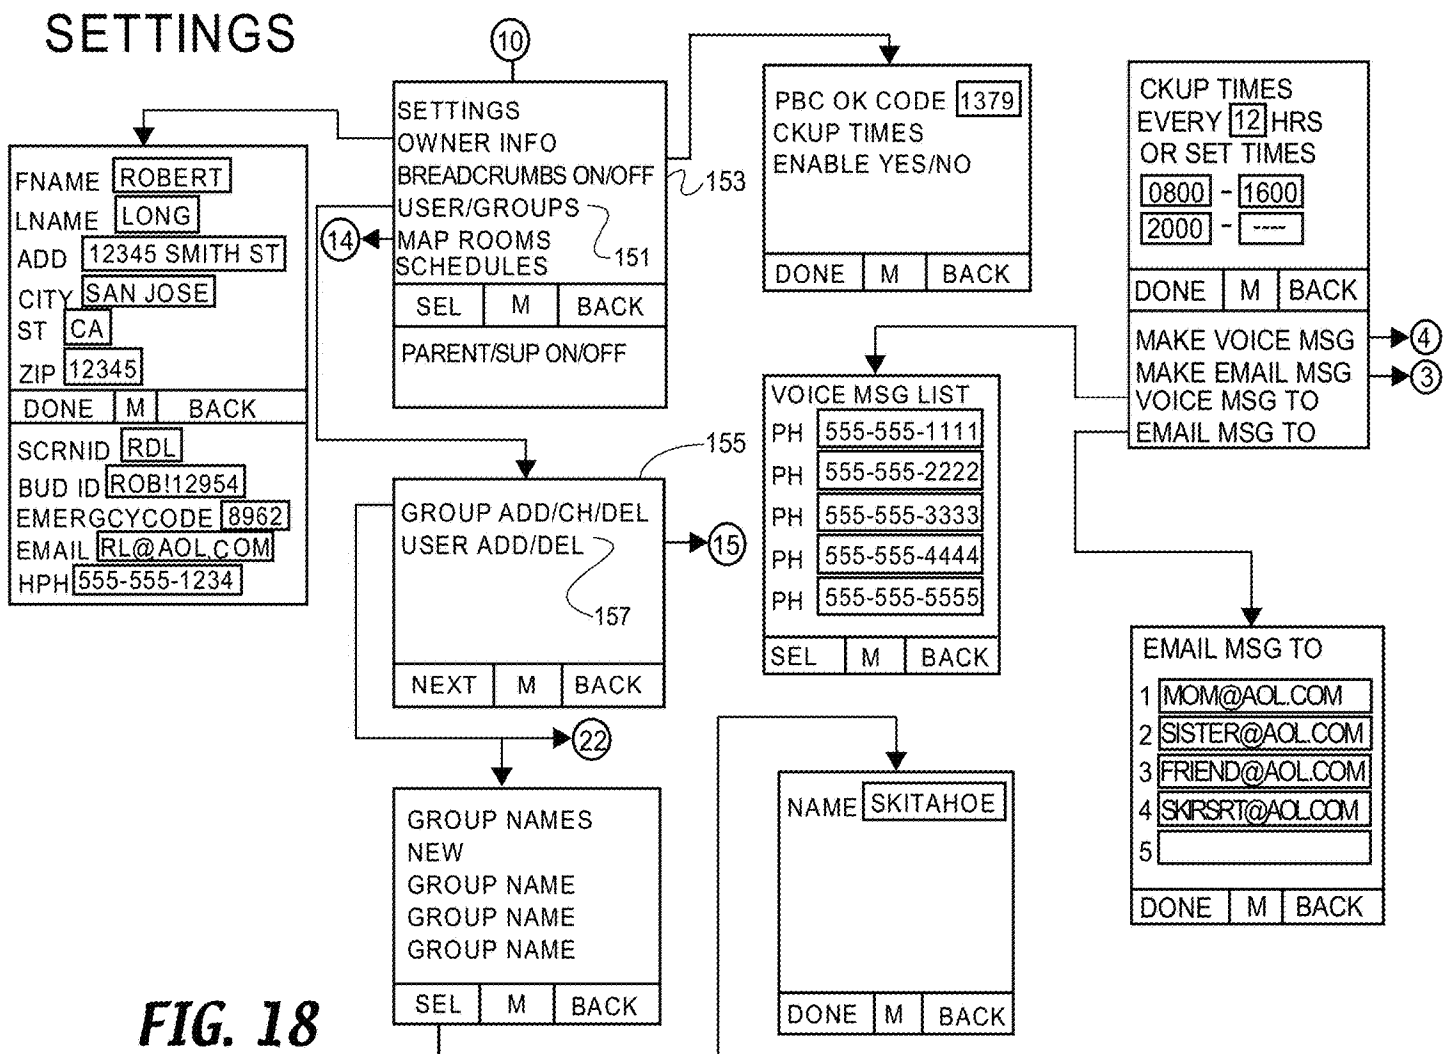 SETTINGS
10
SETTINGS
OWNER INFO
BREADCRUMBS ON/OFF
USER/GROUPS
MAP ROOMS
SCHEDULES
SEL M BACK
PARENT/SUP ON/OFF
153
151
14
FNAME ROBERT
LNAME LONG
ADD 12345 SMITH ST
CITY SAN JOSE
ST CA
ZIP 12345
DONE M BACK
SCRNID RDL
BUD ID ROB!12954
EMERGCYCODE 8962
EMAIL RL@AOL.COM
HPH 555-555-1234
PBC OK CODE 1379
CKUP TIMES
ENABLE YES/NO
DONE M BACK
CKUP TIMES
EVERY 12 HRS
OR SET TIMES
0800 - 1600
2000 - ----
DONE M BACK
MAKE VOICE MSG
MAKE EMAIL MSG
VOICE MSG TO
EMAIL MSG TO
4
3
VOICE MSG LIST
PH 555-555-1111
PH 555-555-2222
PH 555-555-3333
PH 555-555-4444
PH 555-555-5555
SEL M BACK
155
GROUP ADD/CH/DEL
USER ADD/DEL
157
NEXT M BACK
15
22
EMAIL MSG TO
1 MOM@AOL.COM
2 SISTER@AOL.COM
3 FRIEND@AOL.COM
4 SKIRSRT@AOL.COM
5
DONE M BACK
GROUP NAMES
NEW
GROUP NAME
GROUP NAME
GROUP NAME
SEL M BACK
NAME SKITAHOE
DONE M BACK
FIG. 18